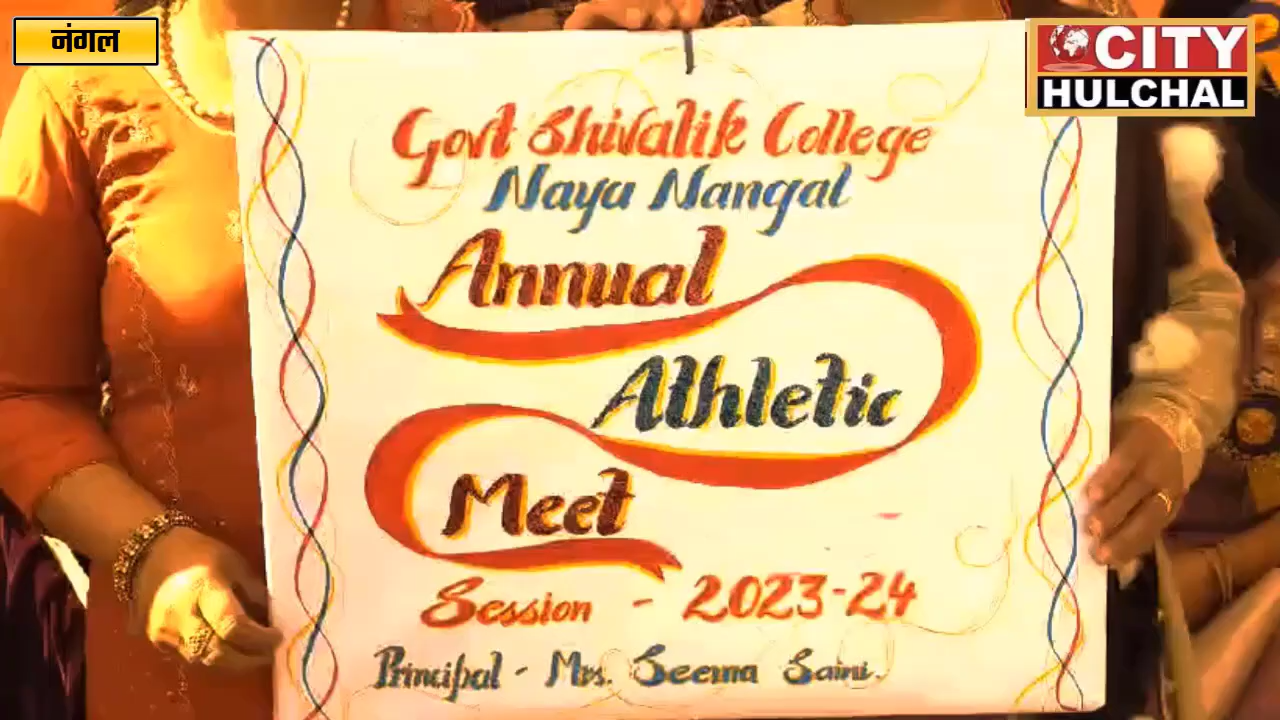 नंगल
CITY
HULCHAL
Govt Shivalik College
Naya Nangal
Annual
Athletic
Meet
Session - 2023-24
Principal - Mrs. Seema Saini.